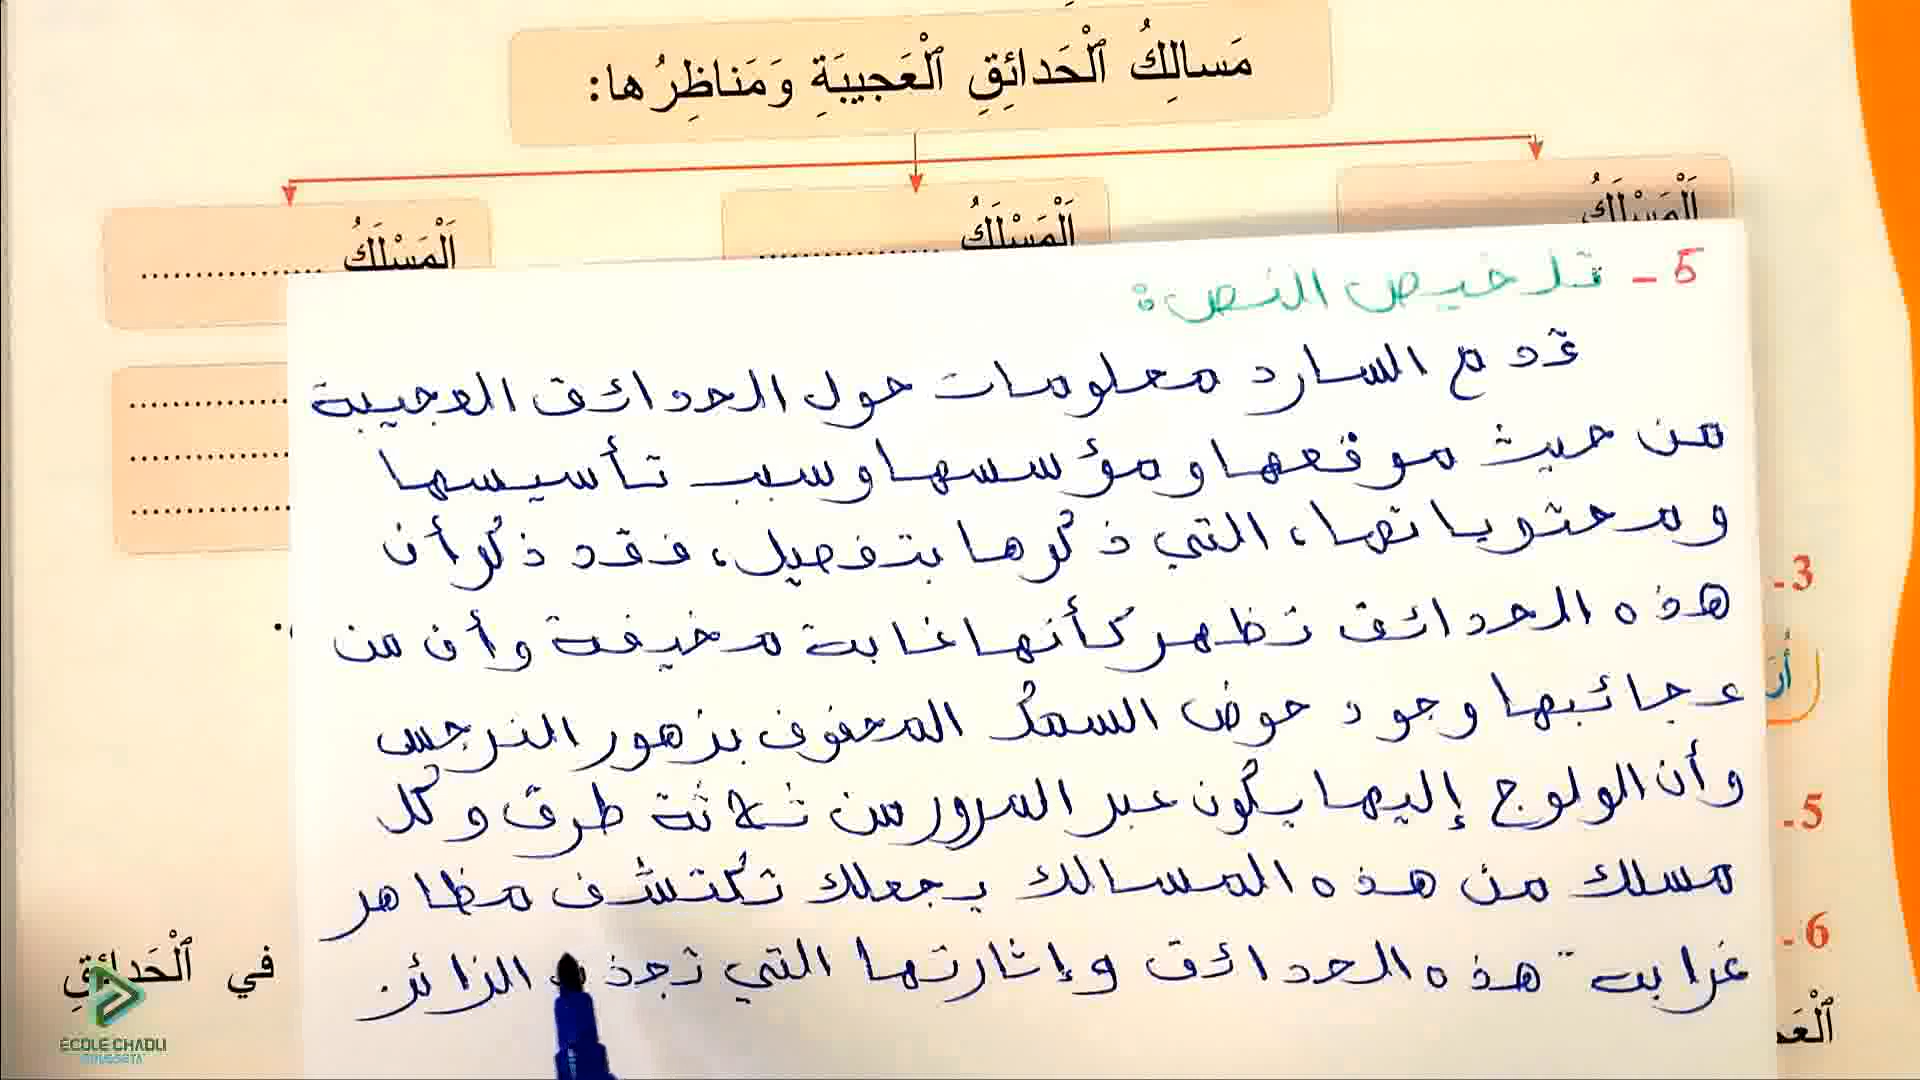 مَسالِكُ ٱلْحَدائِقِ ٱلْعَجيبَةِ وَمَناظِرُها:
اَلْمَسْلَكُ
اَلْمَسْلَكُ ................
اَلْمَسْلَكُ ................
5 - تلخيص النص:
قدم السارد معلومات حول الحدائق العجيبة
من حيث موقعها ومؤسسها وسبب تأسيسها
ومحتوياتها، التي ذكرها بتفصيل، فقد ذكر أن
هذه الحدائق تظهر كأنها غابة مخيفة وأن من
عجائبها وجود حوض السمك المحفوف بزهور النرجس
وأن الولوج إليها يكون عبر المرور من ثلاثة طرق وكل
مسلك من هذه المسالك يجعلك تكتشف مظاهر
غرابة هذه الحدائق وإثارتها التي تجذب الزائر.
3-
5-
6-
في ٱلْحَدائِقِ
ECOLE CHADLI